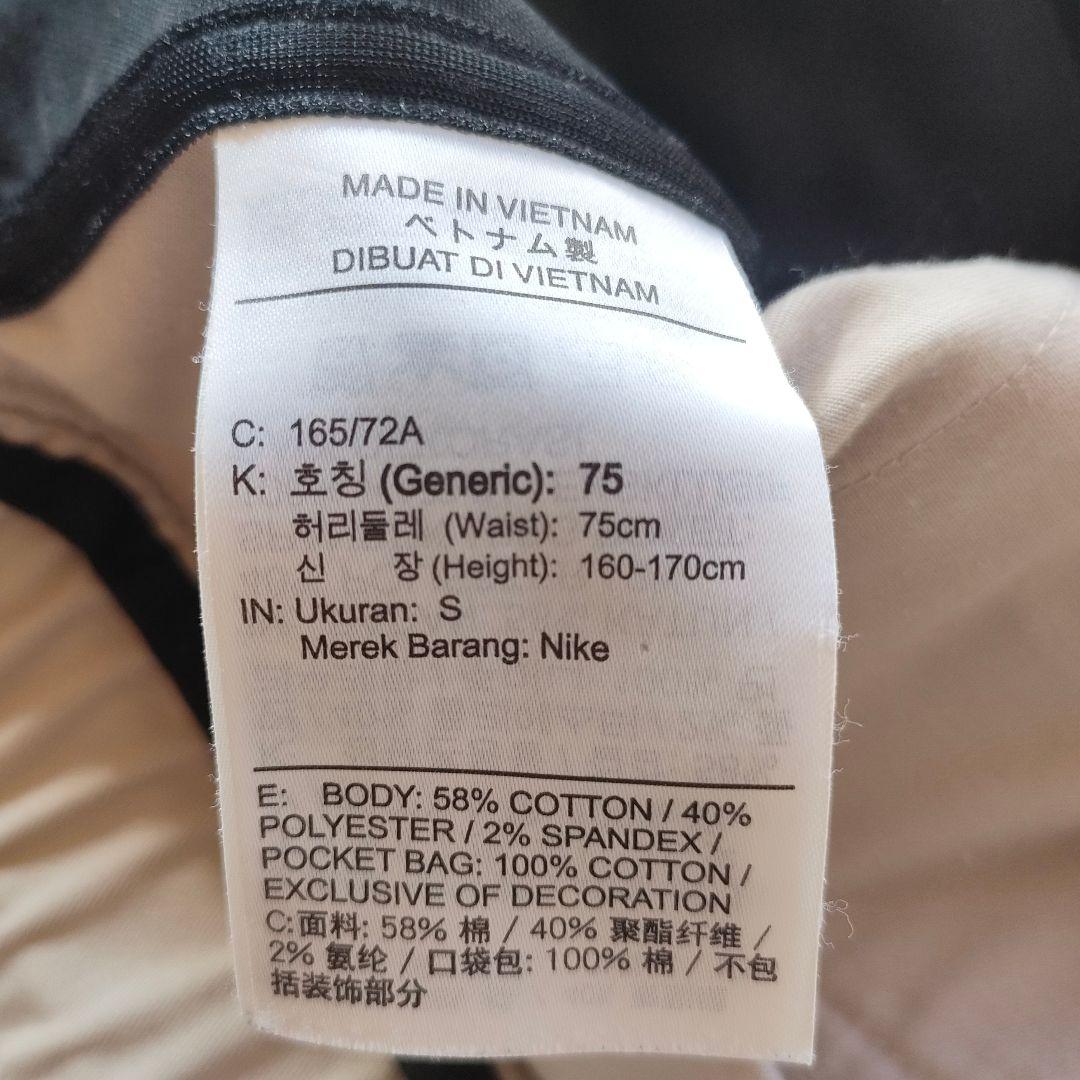 MADE IN VIETNAM
ベトナム製
DIBUAT DI VIETNAM
C: 165/72A
K: 호칭 (Generic): 75
허리둘레 (Waist): 75cm
신 장 (Height): 160-170cm
IN: Ukuran: S
Merek Barang: Nike
E: BODY: 58% COTTON / 40%
POLYESTER / 2% SPANDEX /
POCKET BAG: 100% COTTON /
EXCLUSIVE OF DECORATION
C:面料: 58% 棉 / 40% 聚酯纤维 /
2% 氨纶 / 口袋包: 100% 棉 / 不包
括装饰部分